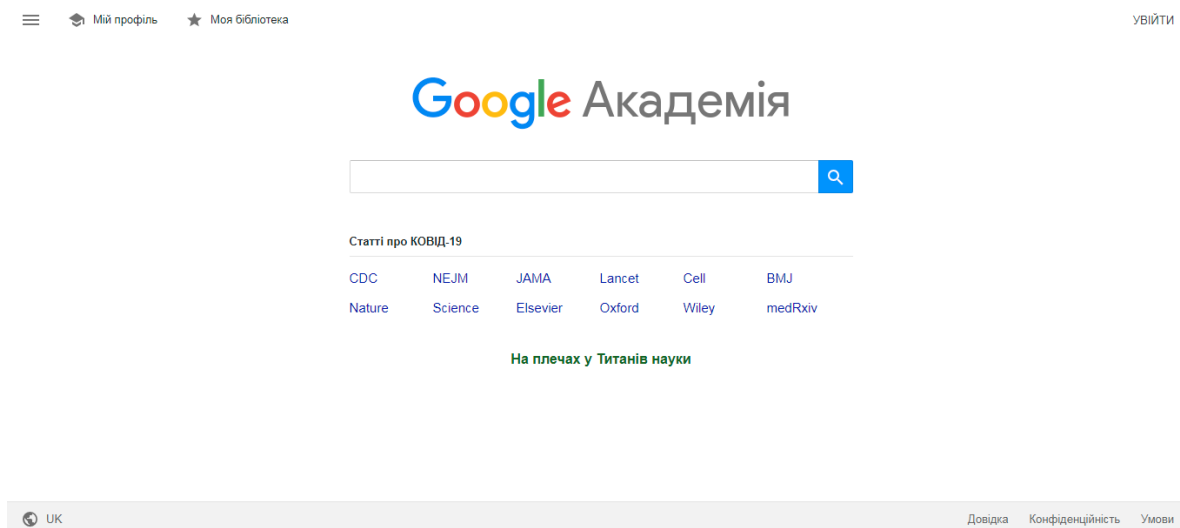 Мій профіль Моя бібліотека УВІЙТИ
Google Академія
Статті про КОВІД-19
CDC NEJM JAMA Lancet Cell BMJ
Nature Science Elsevier Oxford Wiley medRxiv
На плечах у Титанів науки
UK Довідка Конфіденційність Умови